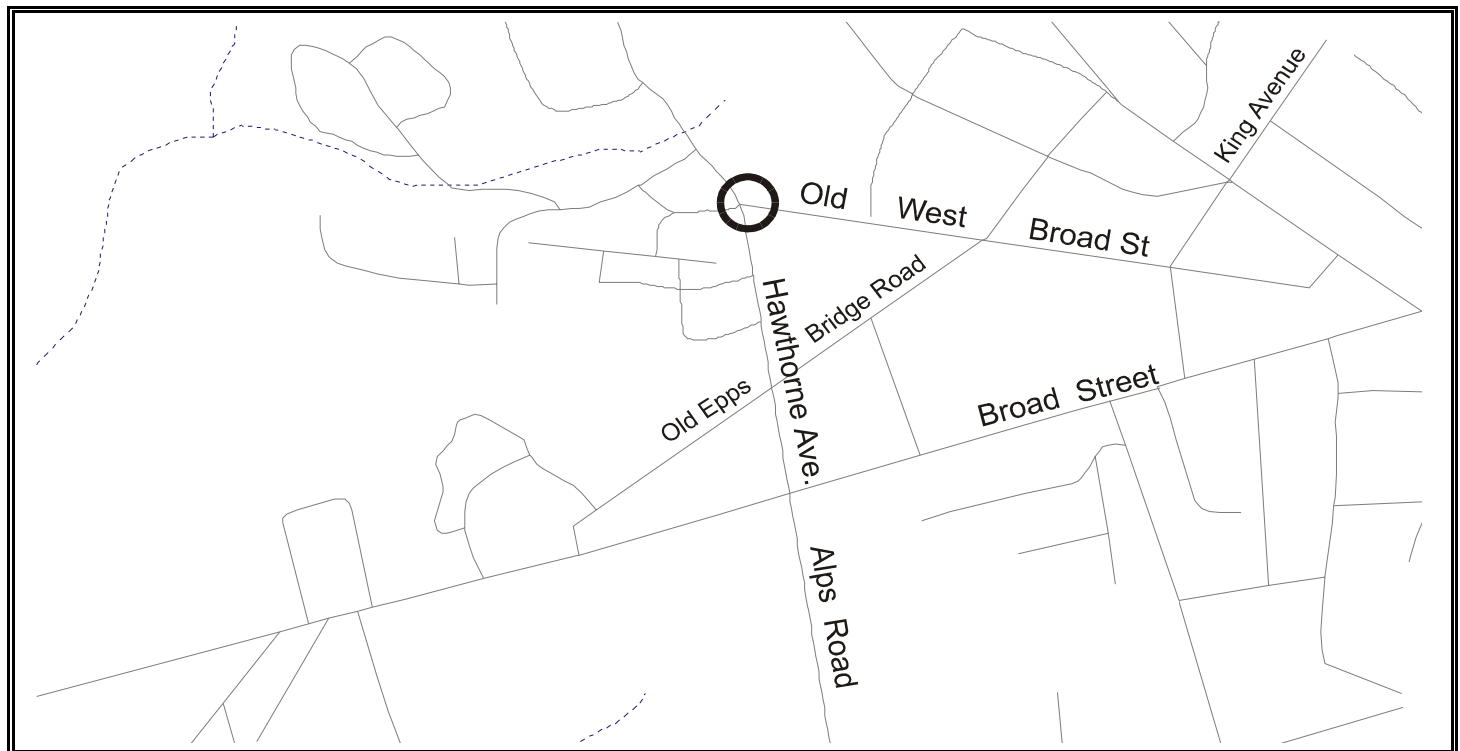 King Avenue
Old West Broad St
Old Epps Bridge Road
Hawthorne Ave.
Broad Street
Alps Road